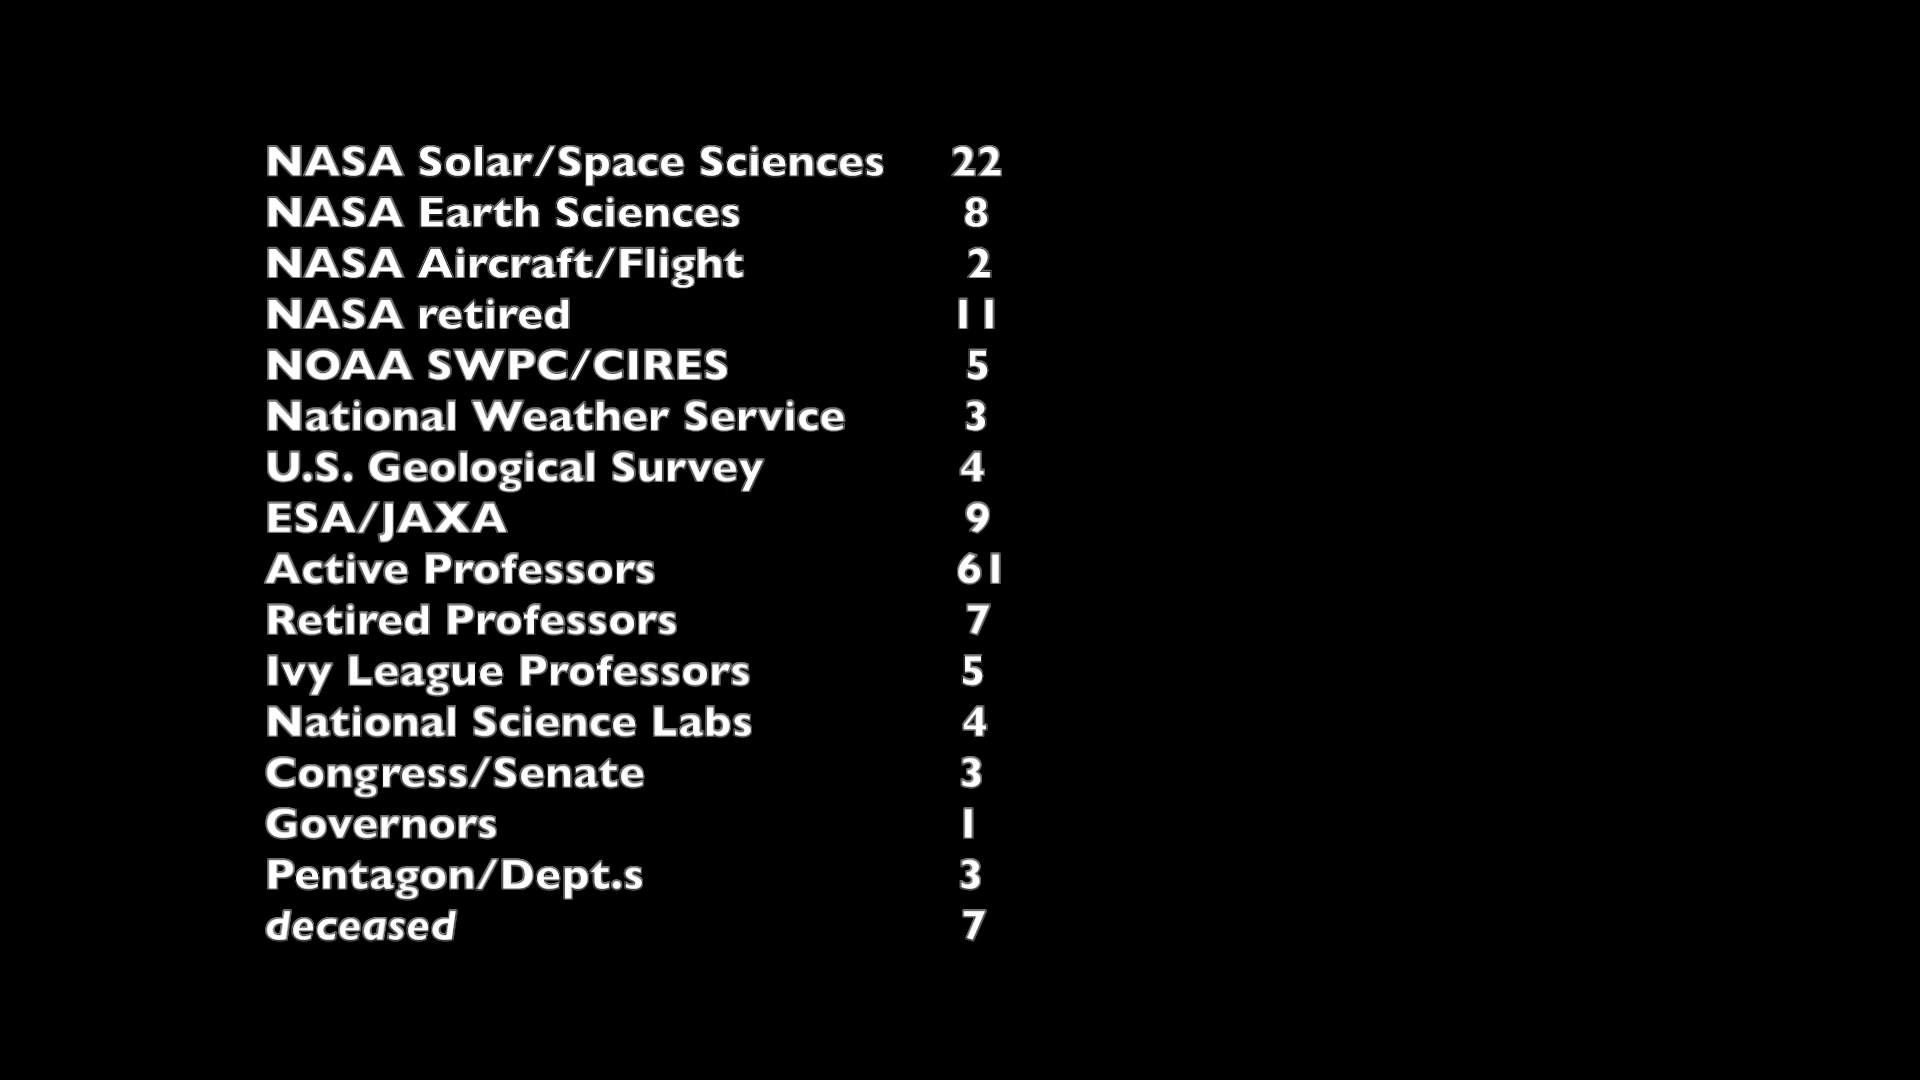 NASA Solar/Space Sciences 22
NASA Earth Sciences 8
NASA Aircraft/Flight 2
NASA retired 11
NOAA SWPC/CIRES 5
National Weather Service 3
U.S. Geological Survey 4
ESA/JAXA 9
Active Professors 61
Retired Professors 7
Ivy League Professors 5
National Science Labs 4
Congress/Senate 3
Governors 1
Pentagon/Dept.s 3
deceased 7